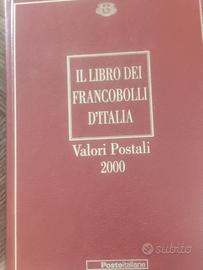 IL LIBRO DEI
FRANCOBOLLI
D'ITALIA
Valori Postali
2000
Posteitaliane
subito